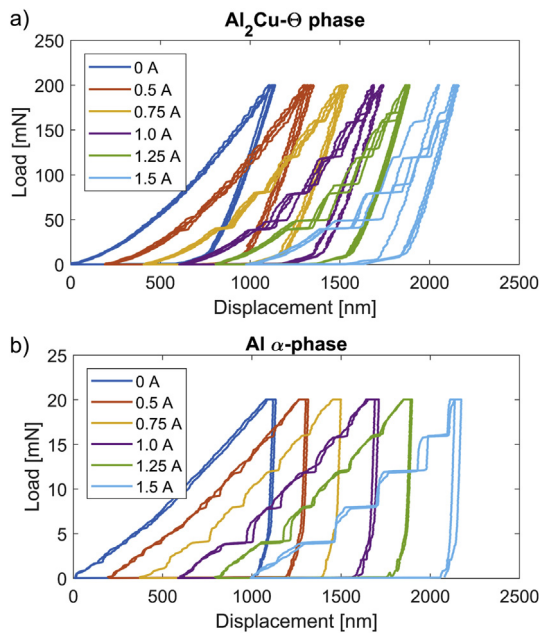 a)
Al2Cu-Θ phase
250
200
150
100
50
0
Load [mN]
0 A
0.5 A
0.75 A
1.0 A
1.25 A
1.5 A
0 500 1000 1500 2000 2500
Displacement [nm]
b)
Al α-phase
25
20
15
10
5
0
Load [mN]
0 A
0.5 A
0.75 A
1.0 A
1.25 A
1.5 A
0 500 1000 1500 2000 2500
Displacement [nm]